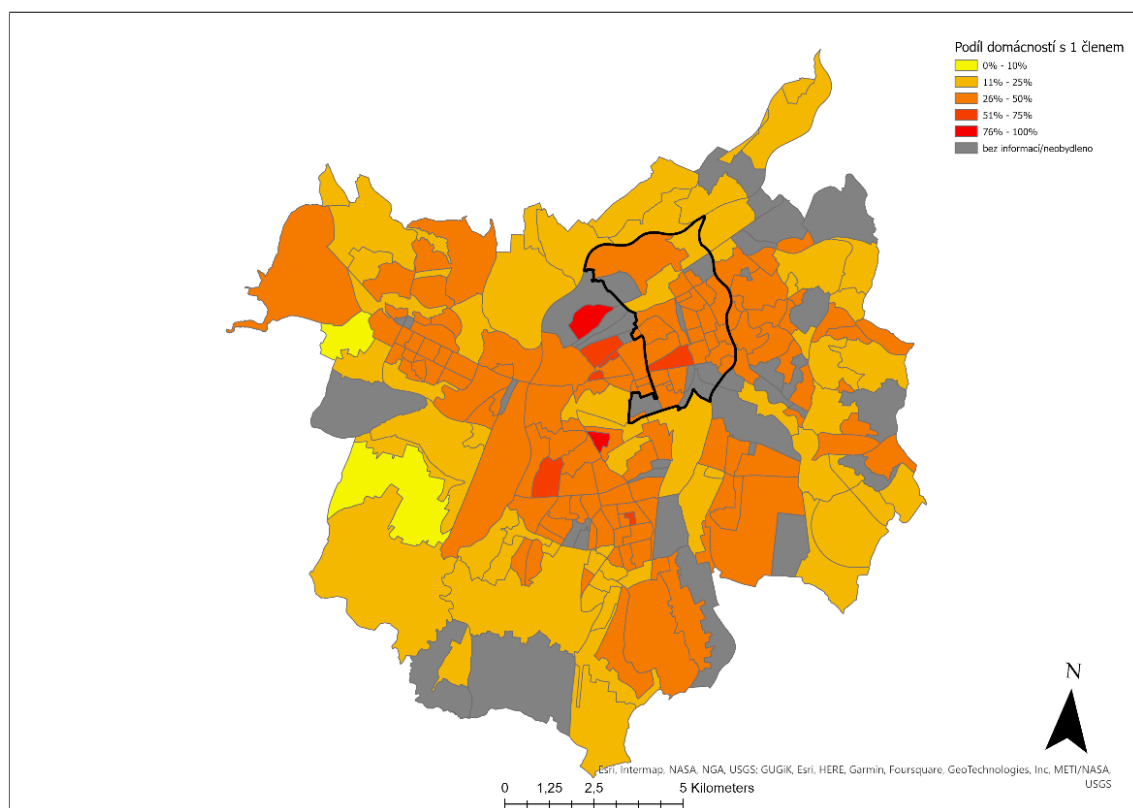 Podíl domácností s 1 členem
0% - 10%
11% - 25%
26% - 50%
51% - 75%
76% - 100%
bez informací/neobydleno
N
Esri, Intermap, NASA, NGA, USGS; GUGiK, Esri, HERE, Garmin, Foursquare, GeoTechnologies, Inc, METI/NASA,
USGS
0 1,25 2,5 5 Kilometers